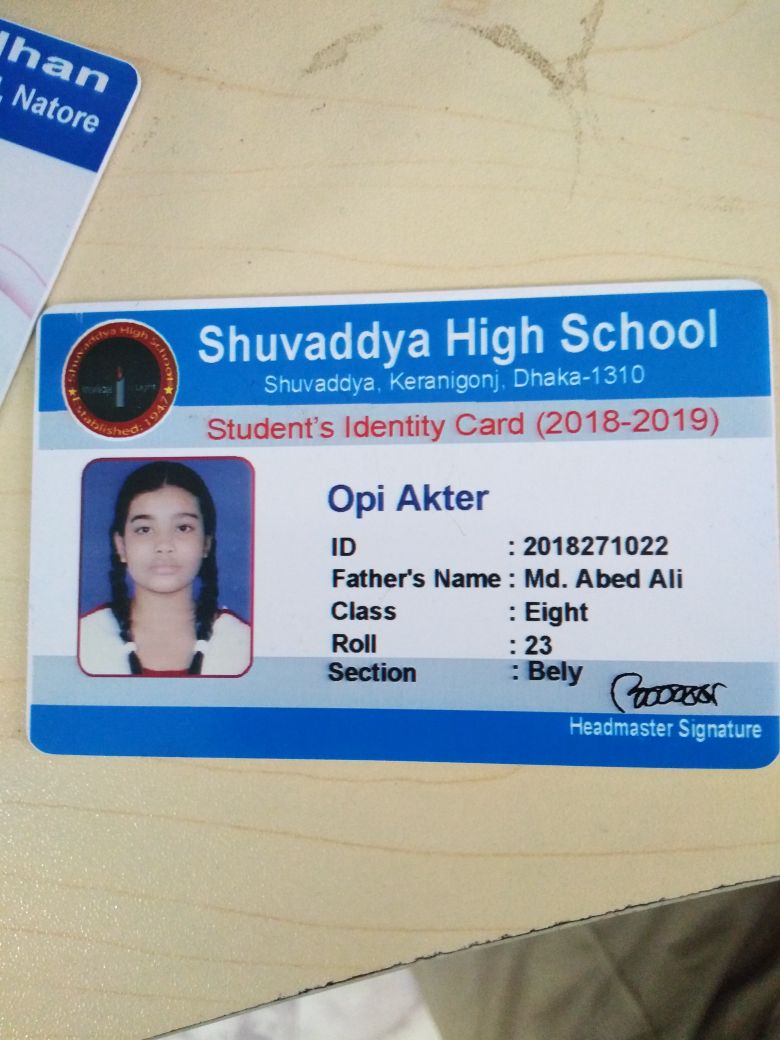 dhan
, Natore
Shuvaddya High School
Established: 1947
Shuvaddya High School
Shuvaddya, Keranigonj, Dhaka-1310
Student's Identity Card (2018-2019)
Opi Akter
ID : 2018271022
Father's Name : Md. Abed Ali
Class : Eight
Roll : 23
Section : Bely
Headmaster Signature